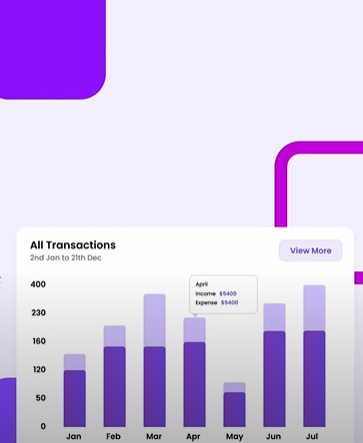 All Transactions
2nd Jan to 21th Dec
View More
April
Income $5400
Expense $5400
400
230
160
120
50
0
Jan Feb Mar Apr May Jun Jul